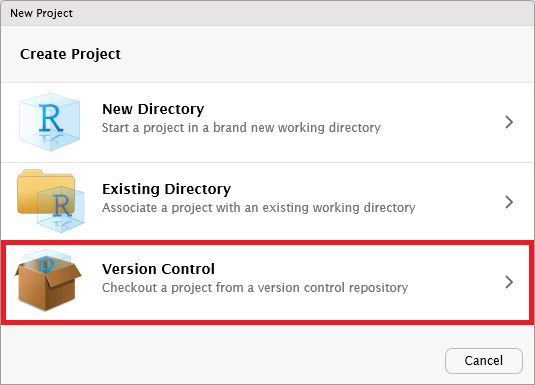 New Project
Create Project
R
New Directory
Start a project in a brand new working directory
R
Existing Directory
Associate a project with an existing working directory
Version Control
Checkout a project from a version control repository
Cancel